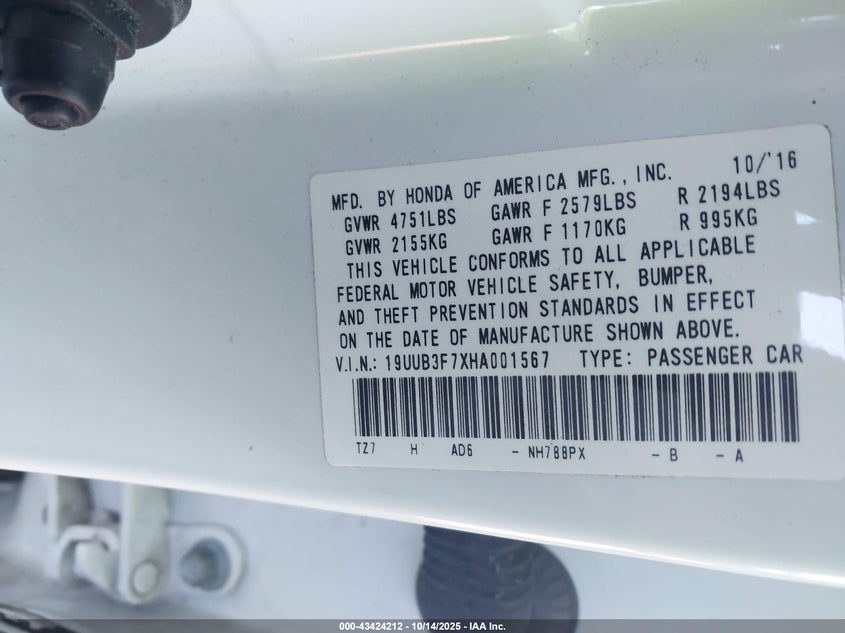 MFD. BY HONDA OF AMERICA MFG., INC. 10/'16
GVWR 4751LBS GAWR F 2579LBS R 2194LBS
GVWR 2155KG GAWR F 1170KG R 995KG
THIS VEHICLE CONFORMS TO ALL APPLICABLE
FEDERAL MOTOR VEHICLE SAFETY, BUMPER,
AND THEFT PREVENTION STANDARDS IN EFFECT
ON THE DATE OF MANUFACTURE SHOWN ABOVE.
V.I.N.: 19UUB3F7XHA001567 TYPE: PASSENGER CAR
TZ7 H AD6 - NH788PX - B - A
000-43424212 - 10/14/2025 - IAA Inc.